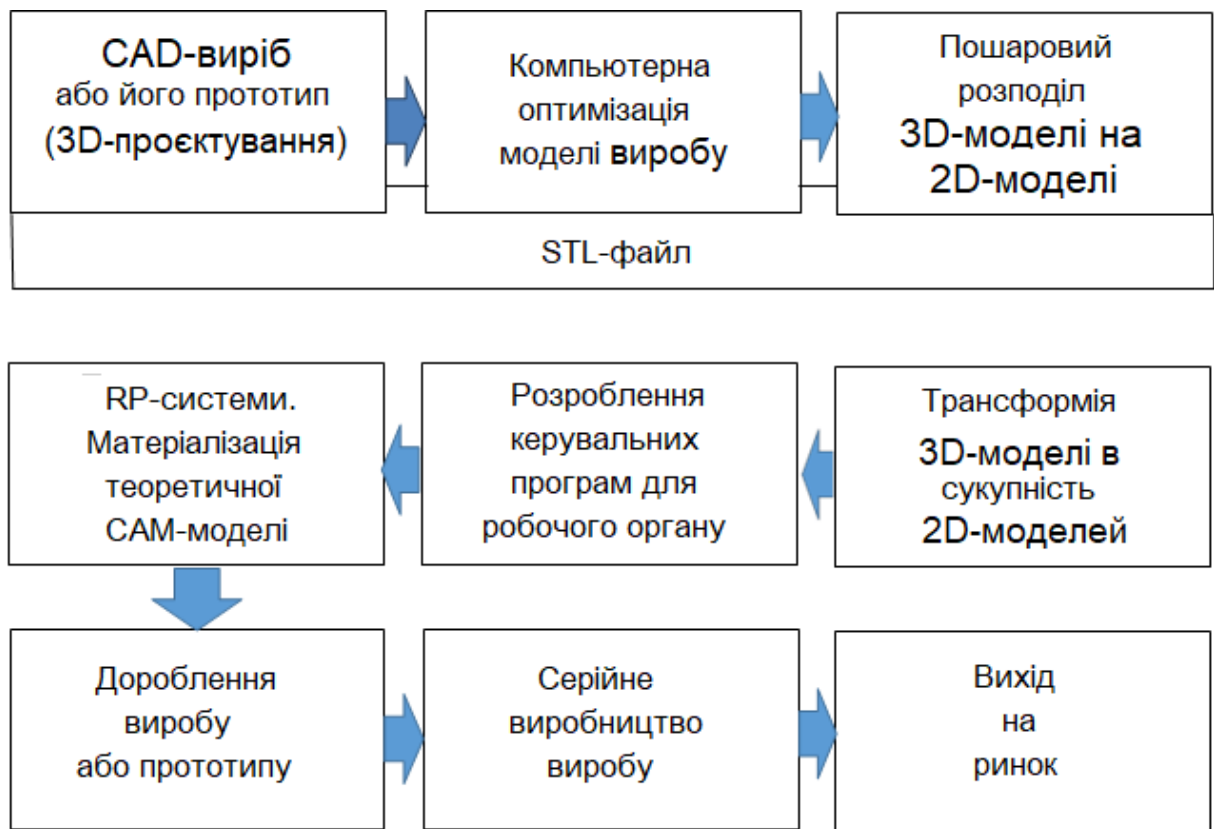 CAD-виріб
або його прототип
(3D-проєктування)
Компьютерна
оптимізація
моделі виробу
Пошаровий
розподіл
3D-моделі на
2D-моделі
STL-файл
RP-системи.
Матеріалізація
теоретичної
САМ-моделі
Розроблення
керувальних
програм для
робочого органу
Трансформія
3D-моделі в
сукупність
2D-моделей
Дороблення
виробу
або прототипу
Серійне
виробництво
виробу
Вихід
на
ринок